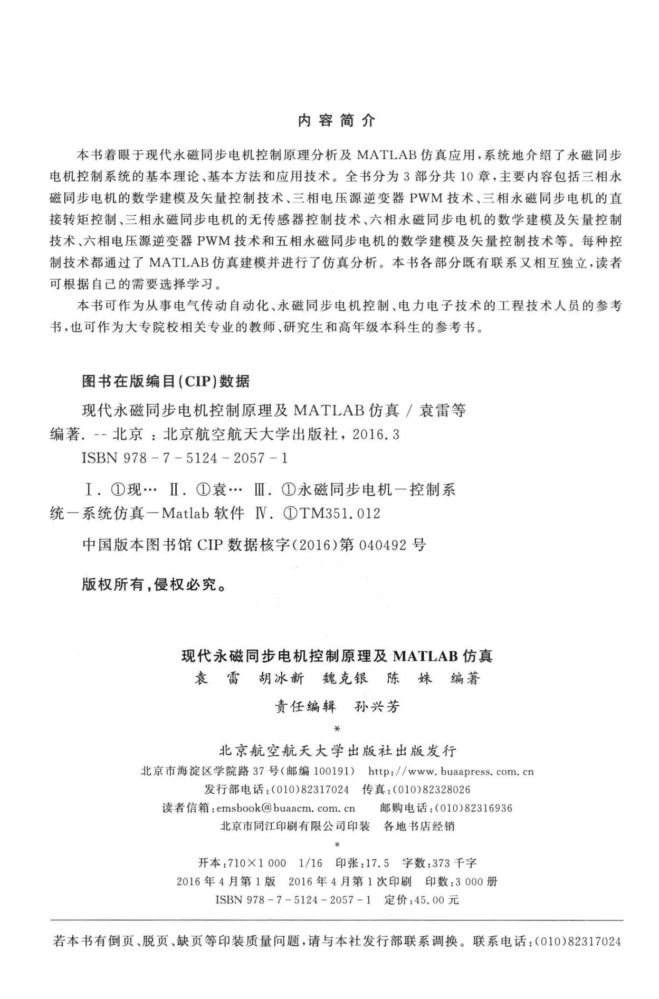 内容简介
本书着眼于现代永磁同步电机控制原理分析及 MATLAB 仿真应用,系统地介绍了永磁同步
电机控制系统的基本理论、基本方法和应用技术。全书分为 3 部分共 10 章,主要内容包括三相永
磁同步电机的数学建模及矢量控制技术、三相电压源逆变器 PWM 技术、三相永磁同步电机的直
接转矩控制、三相永磁同步电机的无传感器控制技术、六相永磁同步电机的数学建模及矢量控制
技术、六相电压源逆变器 PWM 技术和五相永磁同步电机的数学建模及矢量控制技术等。每种控
制技术都通过了 MATLAB 仿真建模并进行了仿真分析。本书各部分既有联系又相互独立,读者
可根据自己的需要选择学习。
本书可作为从事电气传动自动化、永磁同步电机控制、电力电子技术的工程技术人员的参考
书,也可作为大专院校相关专业的教师、研究生和高年级本科生的参考书。
图书在版编目(CIP)数据
现代永磁同步电机控制原理及 MATLAB 仿真 / 袁雷等
编著. -- 北京 : 北京航空航天大学出版社, 2016.3
ISBN 978-7-5124-2057-1
Ⅰ. ①现… Ⅱ. ①袁… Ⅲ. ①永磁同步电机－控制系
统－系统仿真－Matlab 软件 Ⅳ. ①TM351.012
中国版本图书馆 CIP 数据核字(2016)第 040492 号
版权所有,侵权必究。
现代永磁同步电机控制原理及 MATLAB 仿真
袁 雷 胡冰新 魏克银 陈 姝 编著
责任编辑 孙兴芳
*
北京航空航天大学出版社出版发行
北京市海淀区学院路 37 号(邮编 100191) http://www.buaapress.com.cn
发行部电话:(010)82317024 传真:(010)82328026
读者信箱:emsbook@buaacm.com.cn 邮购电话:(010)82316936
北京市同江印刷有限公司印装 各地书店经销
*
开本:710×1 000 1/16 印张:17.5 字数:373 千字
2016 年 4 月第 1 版 2016 年 4 月第 1 次印刷 印数:3 000 册
ISBN 978-7-5124-2057-1 定价:45.00 元
若本书有倒页、脱页、缺页等印装质量问题,请与本社发行部联系调换。联系电话:(010)82317024